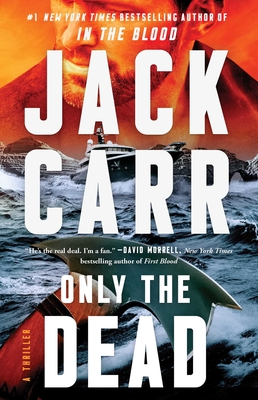 #1 NEW YORK TIMES BESTSELLING AUTHOR OF
IN THE BLOOD
JACK
CARR
"He's the real deal. I'm a fan." —DAVID MORRELL, New York Times
bestselling author of First Blood
ONLY THE
DEAD
A THRILLER